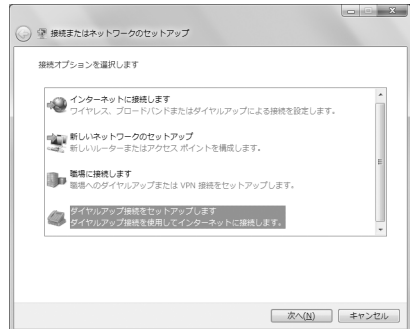 接続またはネットワークのセットアップ
接続オプションを選択します
インターネットに接続します
ワイヤレス、ブロードバンドまたはダイヤルアップによる接続を設定します。
新しいネットワークのセットアップ
新しいルーターまたはアクセス ポイントを構成します。
職場に接続します
職場へのダイヤルアップまたは VPN 接続をセットアップします。
ダイヤルアップ接続をセットアップします
ダイヤルアップ接続を使用してインターネットに接続します。
次へ(N) キャンセル